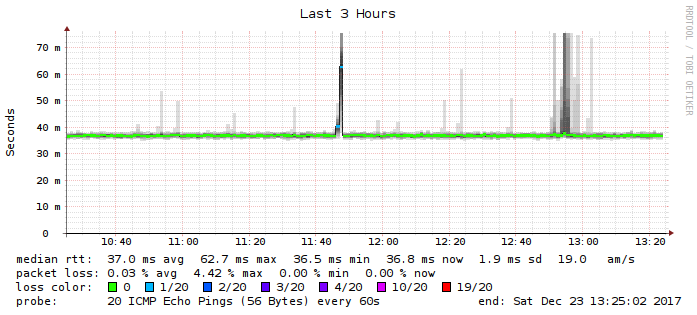 Last 3 Hours
RRDTOOL / TOBI OETIKER
Seconds
70 m
60 m
50 m
40 m
30 m
20 m
10 m
0
10:40 11:00 11:20 11:40 12:00 12:20 12:40 13:00 13:20
median rtt: 37.0 ms avg 62.7 ms max 36.5 ms min 36.8 ms now 1.9 ms sd 19.0 am/s
packet loss: 0.03 % avg 4.42 % max 0.00 % min 0.00 % now
loss color: 0 1/20 2/20 3/20 4/20 10/20 19/20
probe: 20 ICMP Echo Pings (56 Bytes) every 60s end: Sat Dec 23 13:25:02 2017